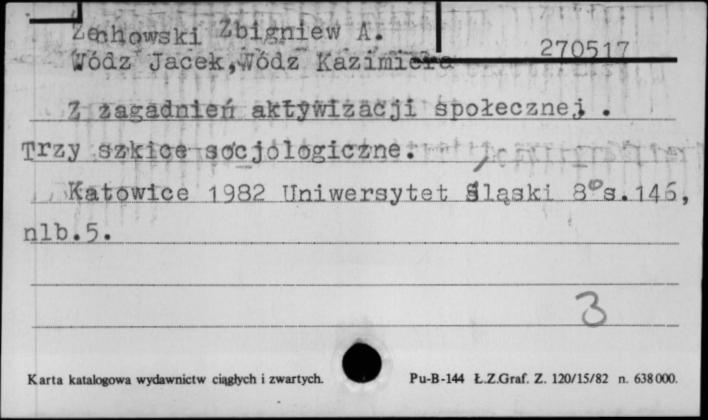 Żechowski Zbigniew A.
Wódz Jacek,Wódz Kazimiera
270517
Z zagadnień aktywizacji społecznej .
Trzy szkice socjologiczne.
Katowice 1982 Uniwersytet Śląski 8° s.146,
nlb.5.
3
Karta katalogowa wydawnictw ciągłych i zwartych. Pu-B-144 Ł.Z.Graf. Z. 120/15/82 n. 638000.